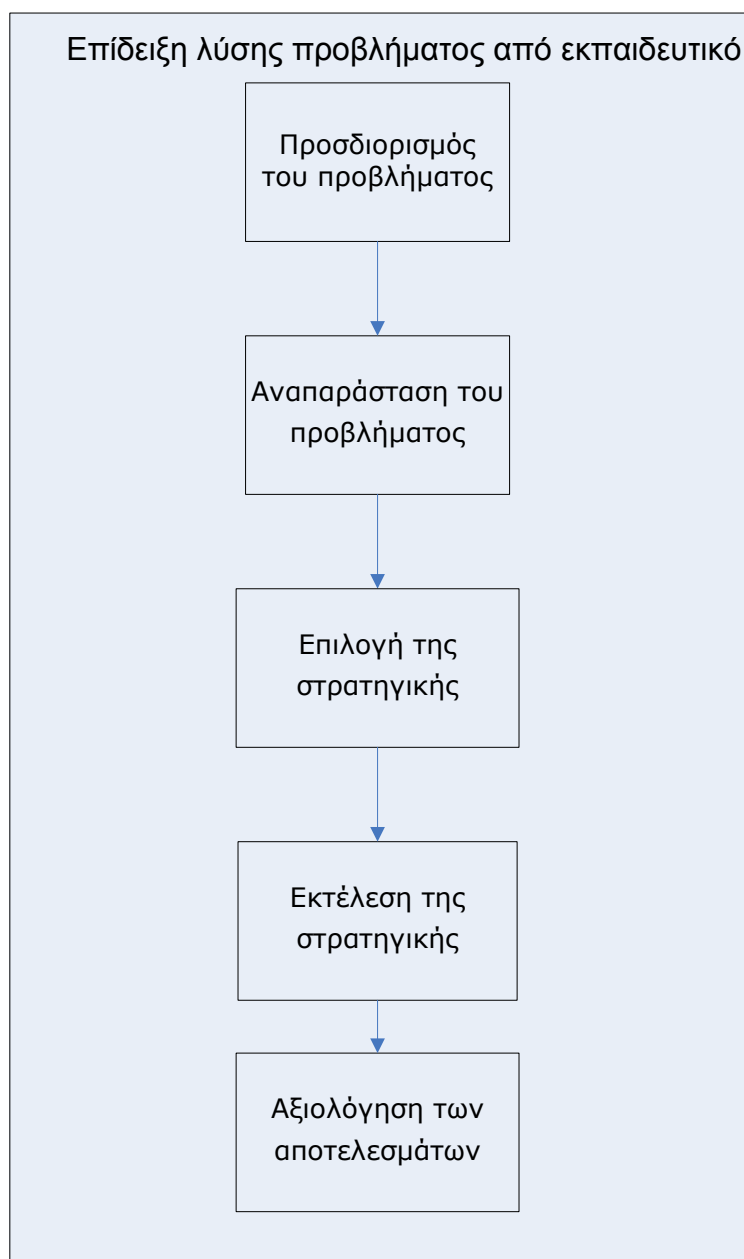 Επίδειξη λύσης προβλήματος από εκπαιδευτικό
Προσδιορισμός
του προβλήματος
Αναπαράσταση του
προβλήματος
Επιλογή της
στρατηγικής
Εκτέλεση της
στρατηγικής
Αξιολόγηση των
αποτελεσμάτων